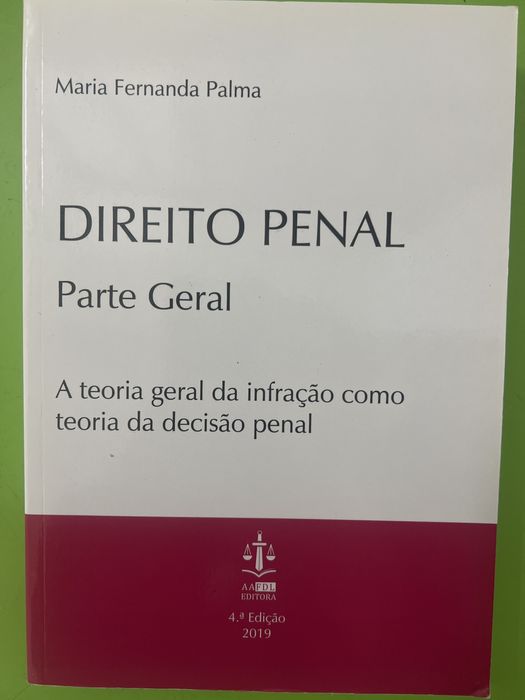 Maria Fernanda Palma
DIREITO PENAL
Parte Geral
A teoria geral da infração como
teoria da decisão penal
AAFDL
EDITORA
4.ª Edição
2019